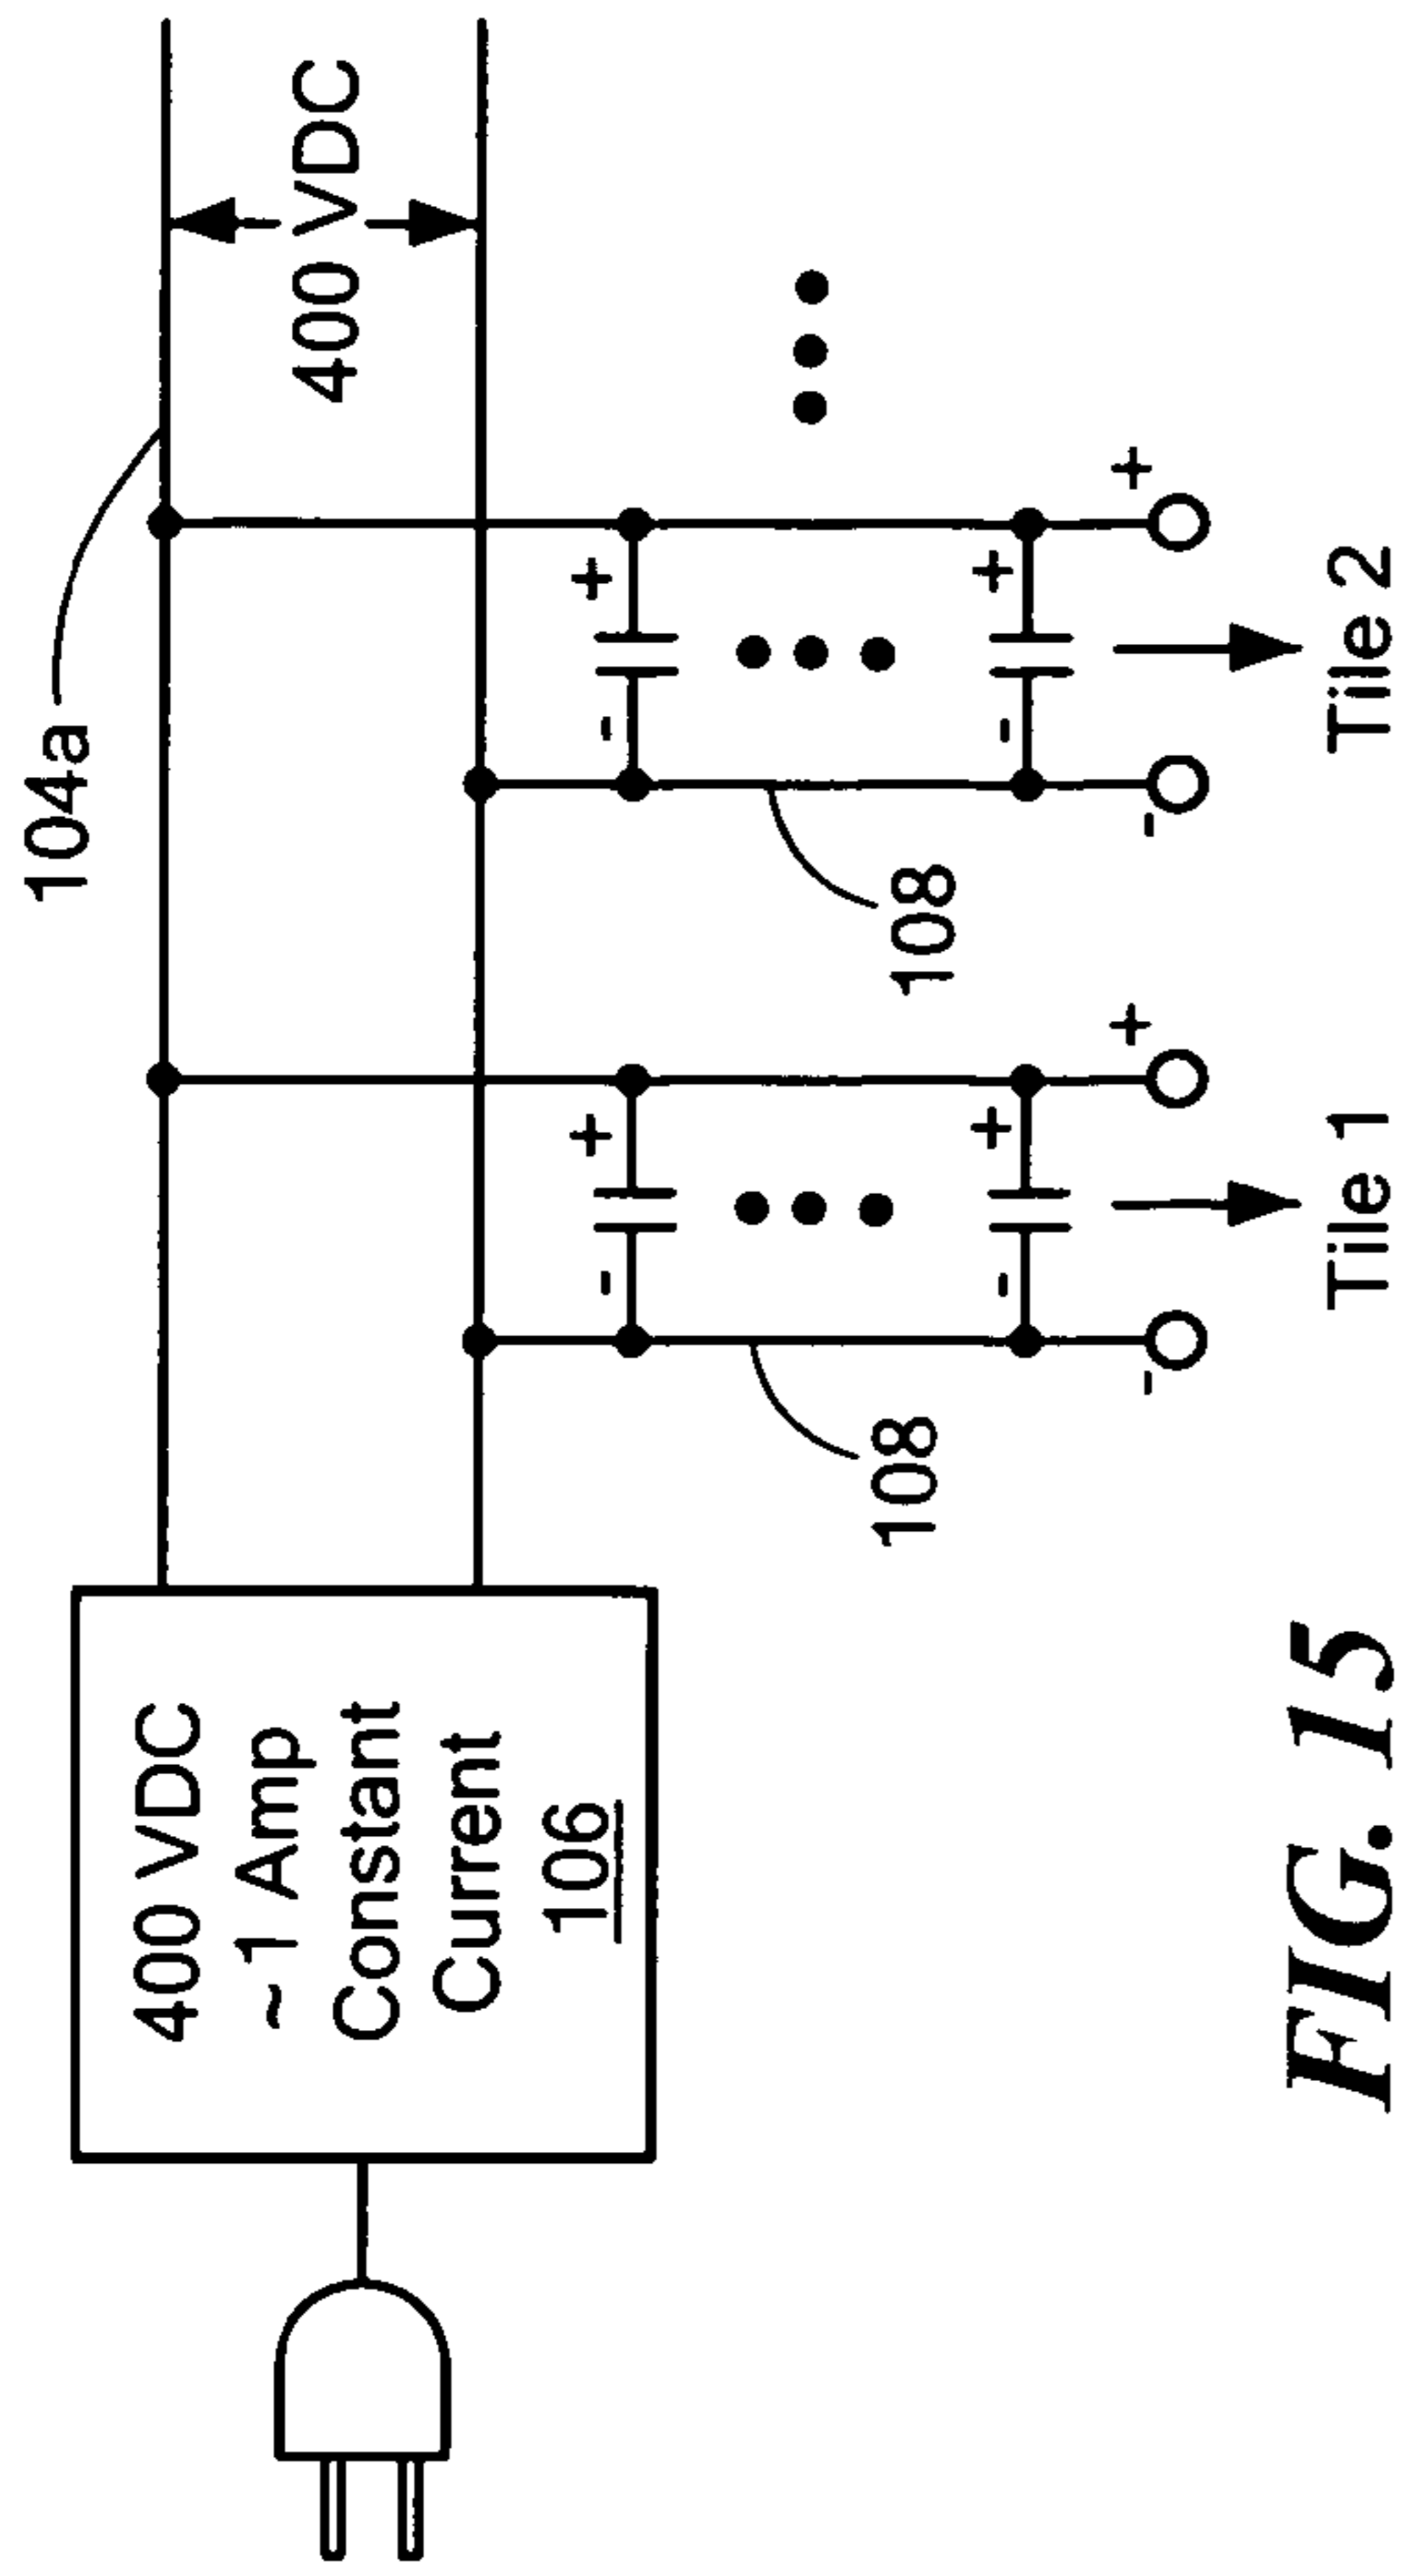 104a
400 VDC
400 VDC
~1 Amp
Constant
Current
106
+
-
+
-
+
-
+
-
108
108
-
+
-
+
Tile 1
Tile 2
FIG. 15